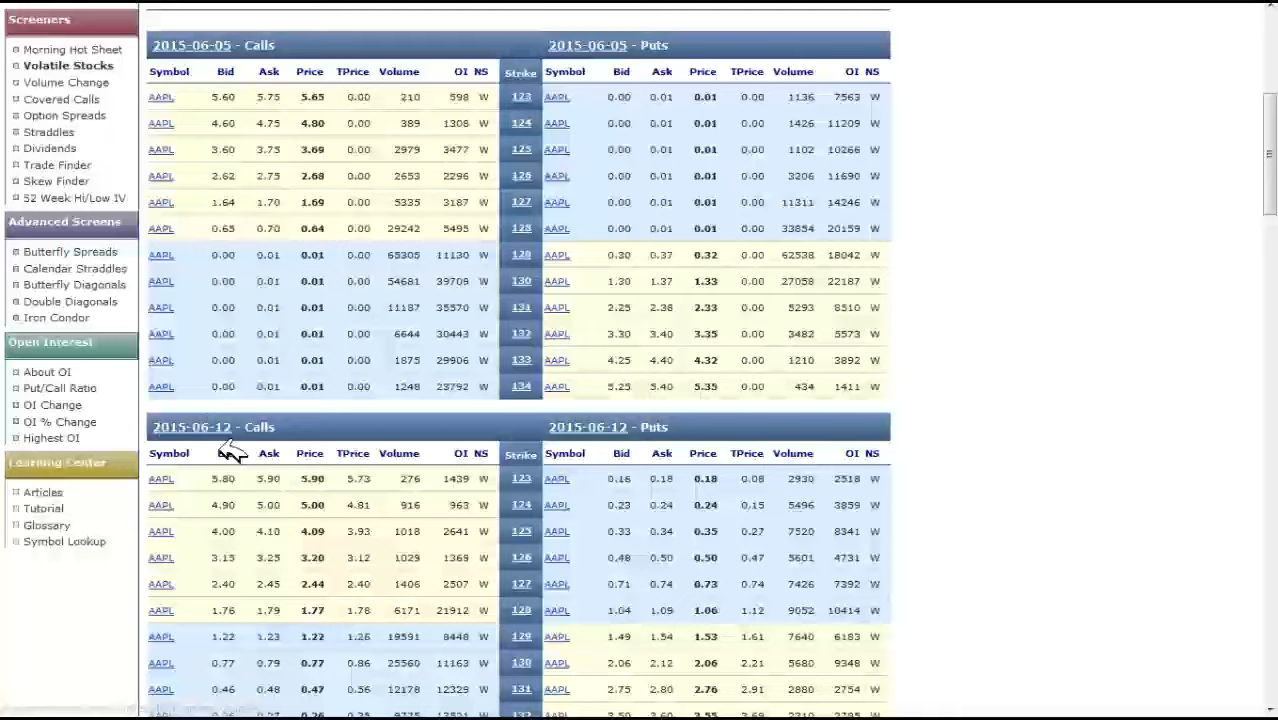 Screeners
Morning Hot Sheet
Volatile Stocks
Volume Change
Covered Calls
Option Spreads
Straddles
Dividends
Trade Finder
Skew Finder
52 Week Hi/Low IV
Advanced Screens
Butterfly Spreads
Calendar Straddles
Butterfly Diagonals
Double Diagonals
Iron Condor
Open Interest
About OI
Put/Call Ratio
OI Change
OI % Change
Highest OI
Learning Center
Articles
Tutorial
Glossary
Symbol Lookup
2015-06-05 - Calls 2015-06-05 - Puts
Symbol Bid Ask Price TPrice Volume OI NS Strike Symbol Bid Ask Price TPrice Volume OI NS
AAPL 5.60 5.75 5.65 0.00 210 598 W 123 AAPL 0.00 0.01 0.01 0.00 1136 7563 W
AAPL 4.60 4.75 4.80 0.00 389 1308 W 124 AAPL 0.00 0.01 0.01 0.00 1426 11209 W
AAPL 3.60 3.75 3.69 0.00 2979 3477 W 125 AAPL 0.00 0.01 0.01 0.00 1102 10266 W
AAPL 2.62 2.75 2.68 0.00 2653 2296 W 126 AAPL 0.00 0.01 0.01 0.00 3206 11690 W
AAPL 1.64 1.70 1.69 0.00 5335 3187 W 127 AAPL 0.00 0.01 0.01 0.00 11311 14246 W
AAPL 0.65 0.70 0.64 0.00 29242 5495 W 128 AAPL 0.00 0.01 0.01 0.00 33854 20159 W
AAPL 0.00 0.01 0.01 0.00 65305 11130 W AAPL 0.30 0.37 0.32 0.00 62538 18042 W
AAPL 0.00 0.01 0.01 0.00 54681 39709 W 130 AAPL 1.30 1.37 1.33 0.00 27058 22187 W
AAPL 0.00 0.01 0.01 0.00 11187 35570 W 131 AAPL 2.25 2.38 2.33 0.00 5293 8510 W
AAPL 0.00 0.01 0.01 0.00 6644 30443 W 132 AAPL 3.30 3.40 3.35 0.00 3482 5573 W
AAPL 0.00 0.01 0.01 0.00 1875 29906 W 133 AAPL 4.25 4.40 4.32 0.00 1210 3892 W
AAPL 0.00 0.01 0.01 0.00 1248 23792 W 134 AAPL 5.25 5.40 5.35 0.00 434 1411 W
2015-06-12 - Calls 2015-06-12 - Puts
Symbol Ask Price TPrice Volume OI NS Strike Symbol Bid Ask Price TPrice Volume OI NS
AAPL 5.80 5.90 5.90 5.73 276 1439 W 123 AAPL 0.16 0.18 0.18 0.08 2930 2518 W
AAPL 4.90 5.00 5.00 4.81 916 963 W 124 AAPL 0.23 0.24 0.24 0.15 5496 3859 W
AAPL 4.00 4.10 4.09 3.93 1018 2641 W 125 AAPL 0.33 0.34 0.35 0.27 7520 8341 W
AAPL 3.15 3.25 3.20 3.12 1029 1369 W 126 AAPL 0.48 0.50 0.50 0.47 5601 4731 W
AAPL 2.40 2.45 2.44 2.40 1406 2507 W 127 AAPL 0.71 0.74 0.73 0.74 7426 7392 W
AAPL 1.76 1.79 1.77 1.78 6171 21912 W 128 AAPL 1.04 1.09 1.06 1.12 9052 10414 W
AAPL 1.22 1.23 1.22 1.26 19591 8448 W 129 AAPL 1.49 1.54 1.53 1.61 7640 6183 W
AAPL 0.77 0.79 0.77 0.86 25560 11163 W 130 AAPL 2.06 2.12 2.06 2.21 5680 9348 W
AAPL 0.46 0.48 0.47 0.56 12178 12329 W 131 AAPL 2.75 2.80 2.76 2.91 2880 2754 W